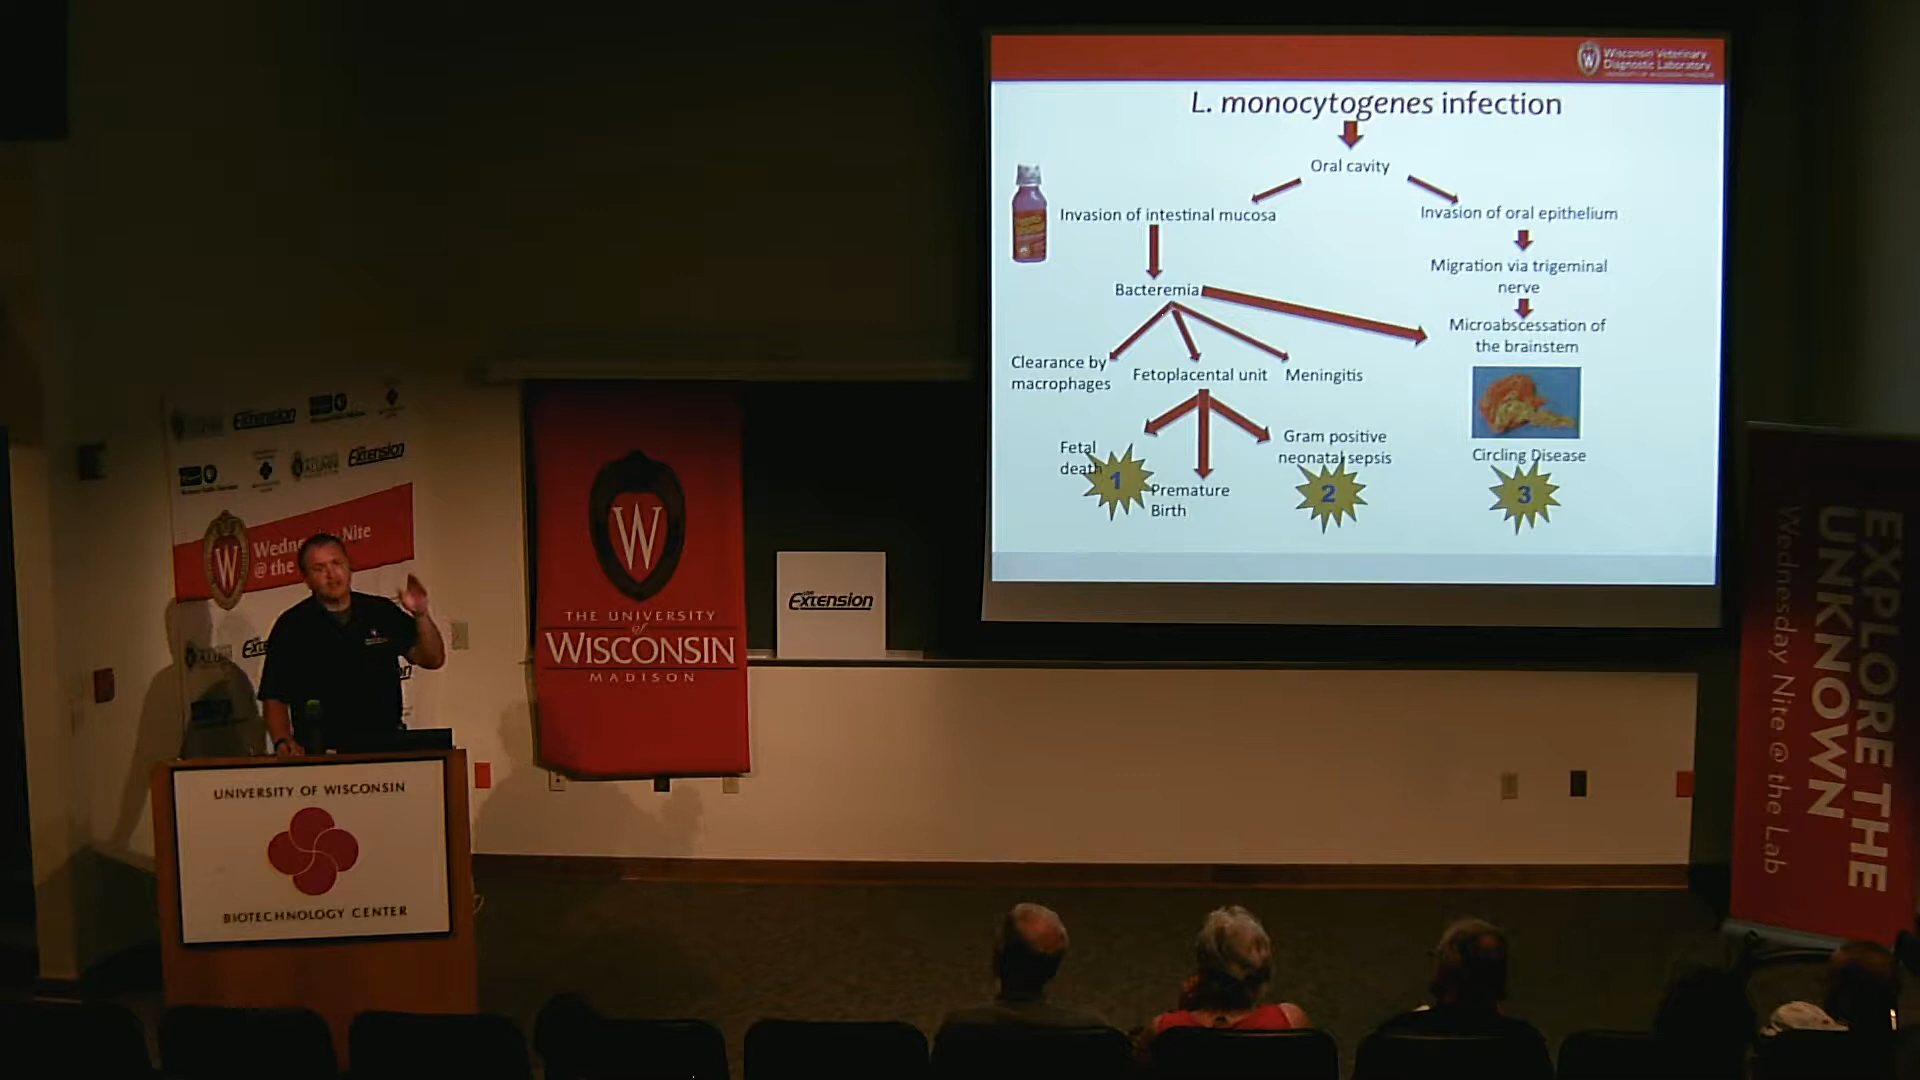 Wisconsin Veterinary
Diagnostic Laboratory
L. monocytogenes infection
Oral cavity
Invasion of intestinal mucosa
Invasion of oral epithelium
Migration via trigeminal
nerve
Bacteremia
Microabscessation of
the brainstem
Clearance by
macrophages
Fetoplacental unit
Meningitis
Fetal
death
Gram positive
neonatal sepsis
Circling Disease
1
2
3
Premature
Birth
Extension
Extension
W
Nite
@ the
W
THE UNIVERSITY
of
WISCONSIN
MADISON
Extension
UNIVERSITY OF WISCONSIN
BIOTECHNOLOGY CENTER
EXPLORE THE
UNKNOWN
Wednesday Nite @ the Lab